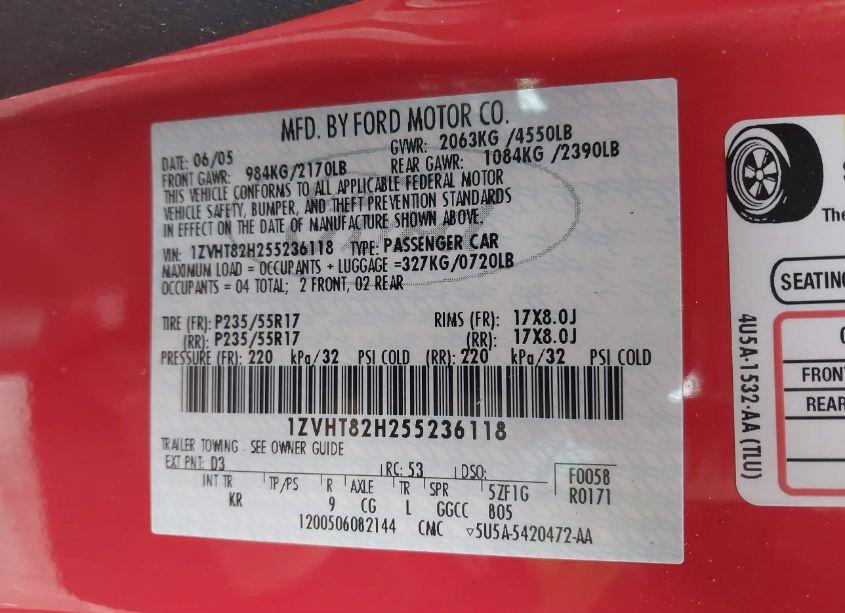 MFD. BY FORD MOTOR CO.
DATE: 06/05 GVWR: 2063KG /4550LB
FRONT GAWR: 984KG/2170LB REAR GAWR: 1084KG /2390LB
THIS VEHICLE CONFORMS TO ALL APPLICABLE FEDERAL MOTOR
VEHICLE SAFETY, BUMPER, AND THEFT PREVENTION STANDARDS
IN EFFECT ON THE DATE OF MANUFACTURE SHOWN ABOVE.
VIN: 1ZVHT82H255236118 TYPE: PASSENGER CAR
MAXIMUM LOAD = OCCUPANTS + LUGGAGE =327KG/0720LB
OCCUPANTS = 04 TOTAL; 2 FRONT, 02 REAR
TIRE (FR): P235/55R17 RIMS (FR): 17X8.0J
(RR): P235/55R17 (RR): 17X8.0J
PRESSURE (FR): 220 kPa/32 PSI COLD (RR): 220 kPa/32 PSI COLD
1ZVHT82H255236118
TRAILER TOWING - SEE OWNER GUIDE
EXT PNT: D3 RC: 53 DSO: F0058
INT TR TP/PS R AXLE TR SPR 5ZF1G R0171
KR 9 CG L GGCC 805
1200506082144 CMC ▽5U5A-5420472-AA
4U5A-1532-AA (TLU)
S
The
SEATING
FRONT
REAR